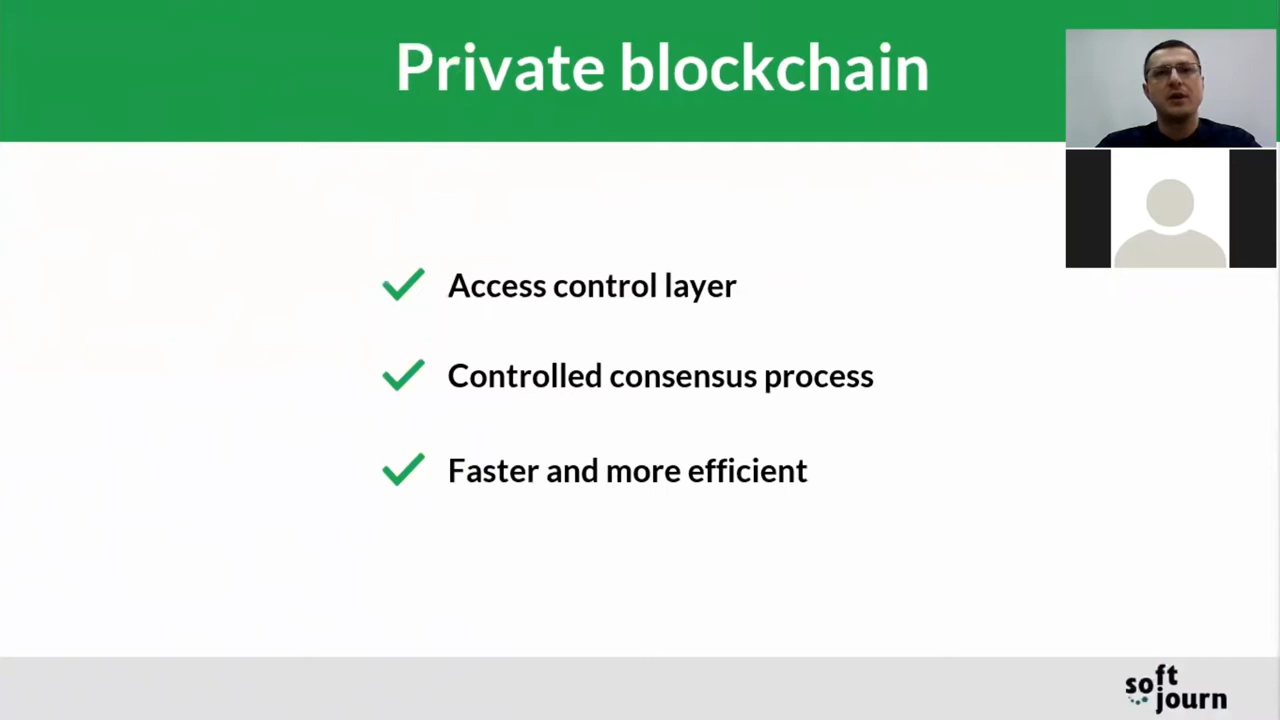 Private blockchain
Access control layer
Controlled consensus process
Faster and more efficient
soft
journ